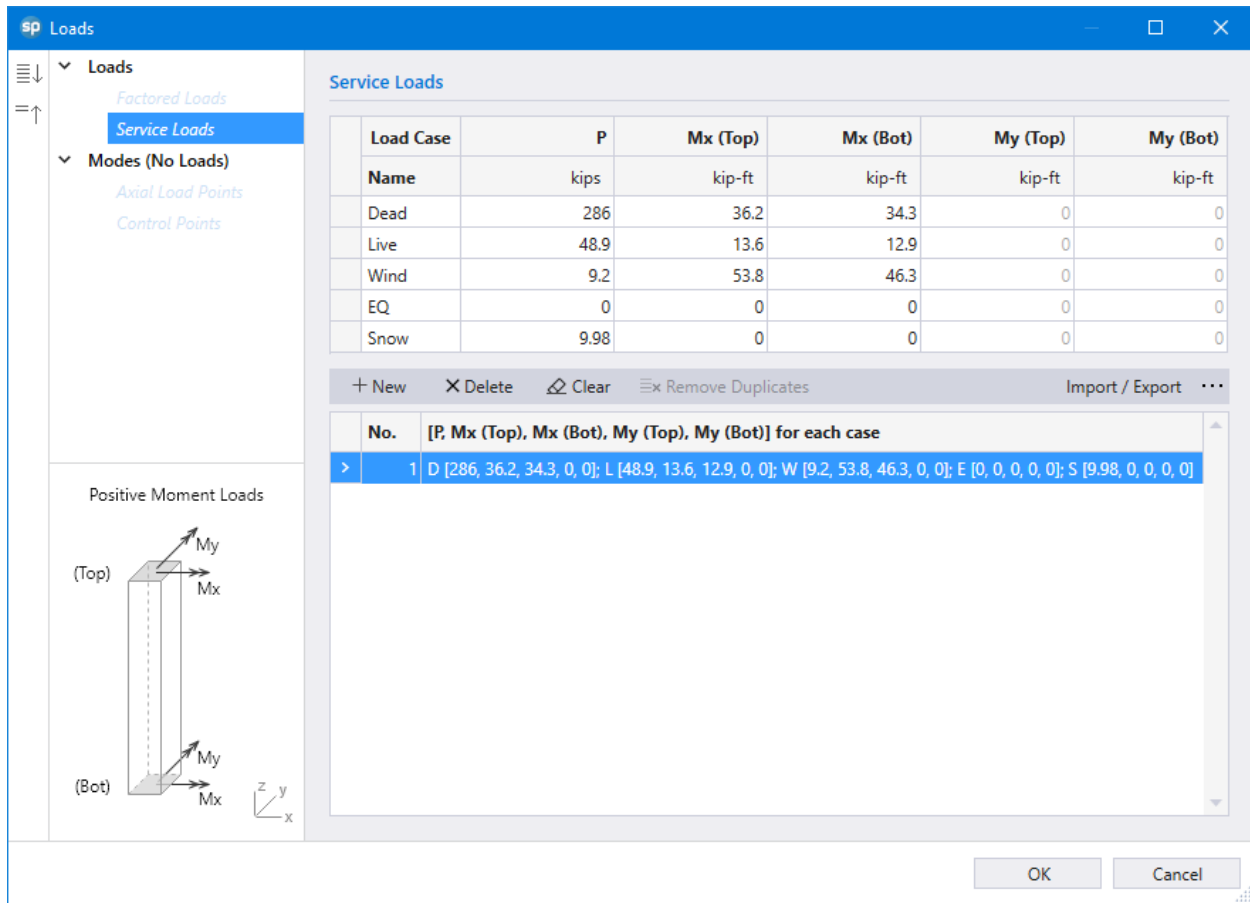 sp Loads
Loads
Factored Loads
Service Loads
Modes (No Loads)
Axial Load Points
Control Points
Service Loads
Load Case P Mx (Top) Mx (Bot) My (Top) My (Bot)
Name kips kip-ft kip-ft kip-ft kip-ft
Dead 286 36.2 34.3 0 0
Live 48.9 13.6 12.9 0 0
Wind 9.2 53.8 46.3 0 0
EQ 0 0 0 0 0
Snow 9.98 0 0 0 0
New Delete Clear Remove Duplicates Import / Export ...
No. [P, Mx (Top), Mx (Bot), My (Top), My (Bot)] for each case
1 D [286, 36.2, 34.3, 0, 0]; L [48.9, 13.6, 12.9, 0, 0]; W [9.2, 53.8, 46.3, 0, 0]; E [0, 0, 0, 0, 0]; S [9.98, 0, 0, 0, 0]
Positive Moment Loads
My
(Top)
Mx
My
(Bot)
Mx
z y
x
OK Cancel